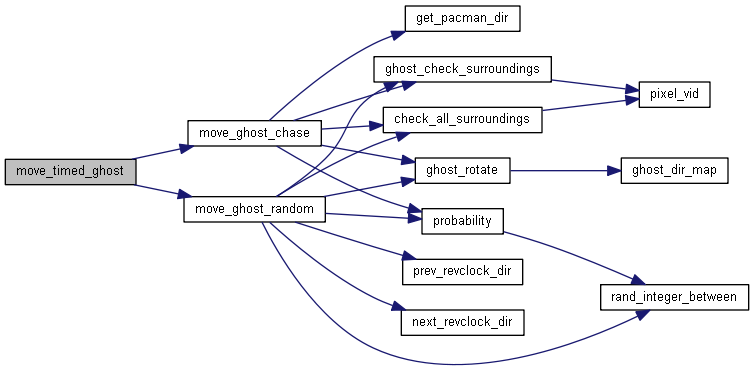 get_pacman_dir
ghost_check_surroundings
pixel_vid
check_all_surroundings
move_ghost_chase
move_timed_ghost
ghost_rotate
ghost_dir_map
move_ghost_random
probability
prev_revclock_dir
rand_integer_between
next_revclock_dir